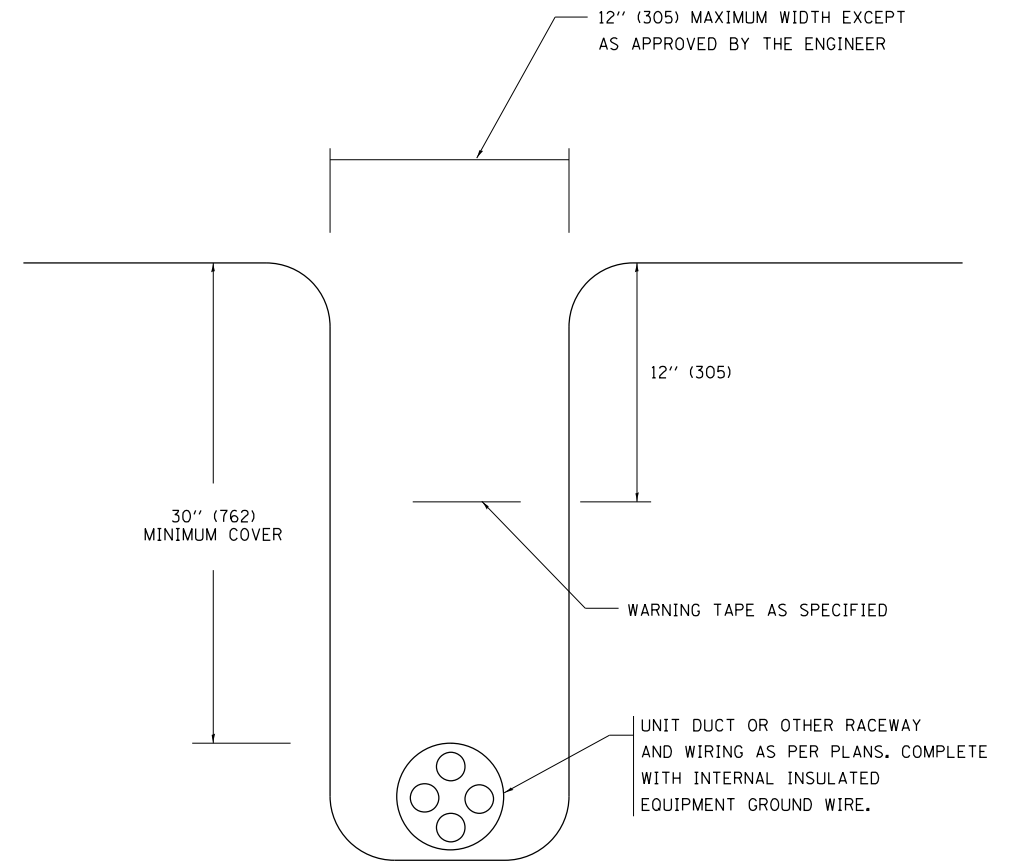 12'' (305) MAXIMUM WIDTH EXCEPT
AS APPROVED BY THE ENGINEER
12'' (305)
30'' (762)
MINIMUM COVER
WARNING TAPE AS SPECIFIED
UNIT DUCT OR OTHER RACEWAY
AND WIRING AS PER PLANS. COMPLETE
WITH INTERNAL INSULATED
EQUIPMENT GROUND WIRE.